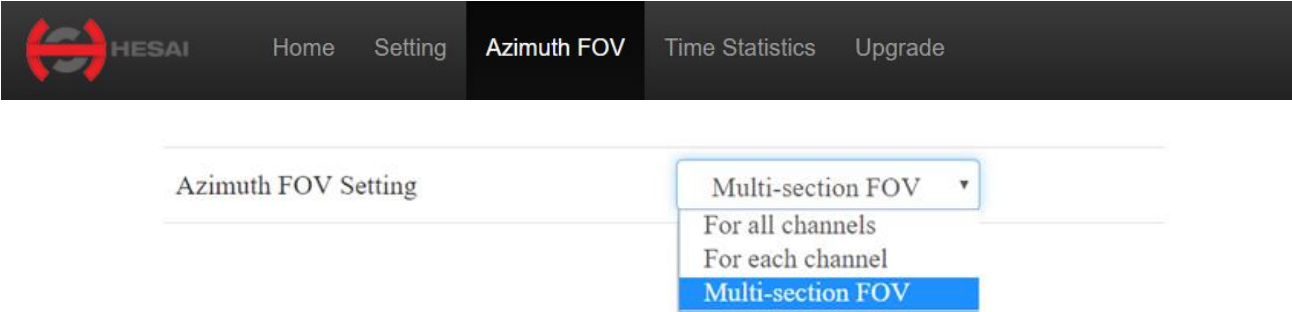 HESAI Home Setting Azimuth FOV Time Statistics Upgrade
Azimuth FOV Setting Multi-section FOV
For all channels
For each channel
Multi-section FOV